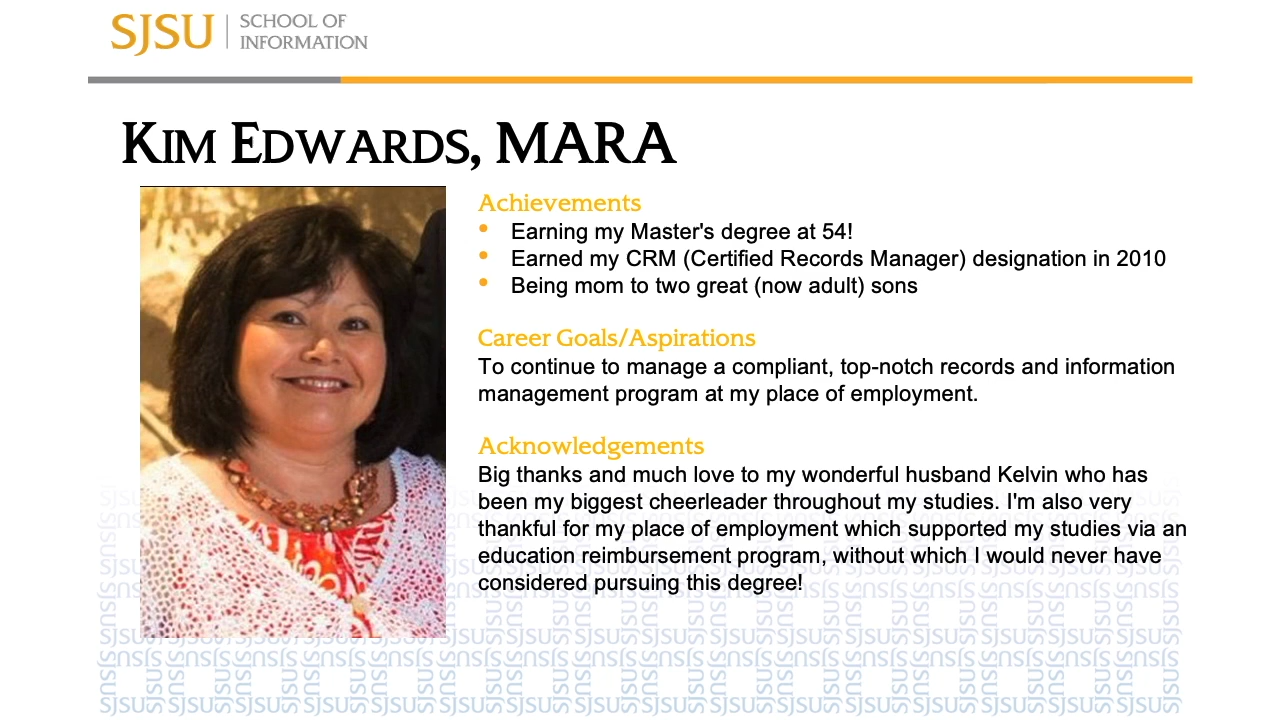 SJSU SCHOOL OF
INFORMATION
KIM EDWARDS, MARA
Achievements
• Earning my Master's degree at 54!
• Earned my CRM (Certified Records Manager) designation in 2010
• Being mom to two great (now adult) sons
Career Goals/Aspirations
To continue to manage a compliant, top-notch records and information
management program at my place of employment.
Acknowledgements
Big thanks and much love to my wonderful husband Kelvin who has
been my biggest cheerleader throughout my studies. I'm also very
thankful for my place of employment which supported my studies via an
education reimbursement program, without which I would never have
considered pursuing this degree!